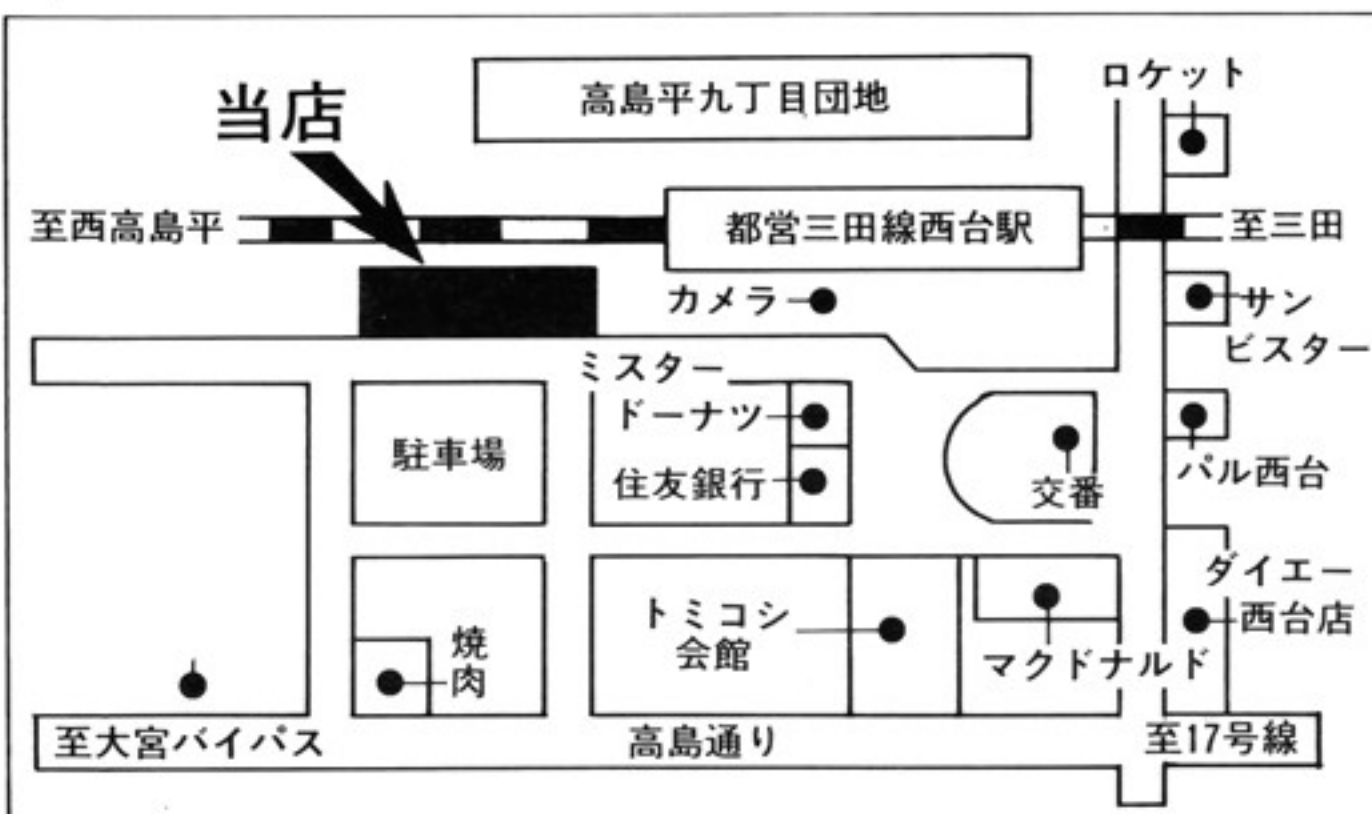 ロケット
高島平九丁目団地
当店
至西高島平
都営三田線西台駅
至三田
カメラ
サン
ビスター
ミスター
ドーナツ
駐車場
住友銀行
交番
パル西台
ダイエー
西台店
トミコシ
会館
焼
肉
マクドナルド
至大宮バイパス
高島通り
至17号線